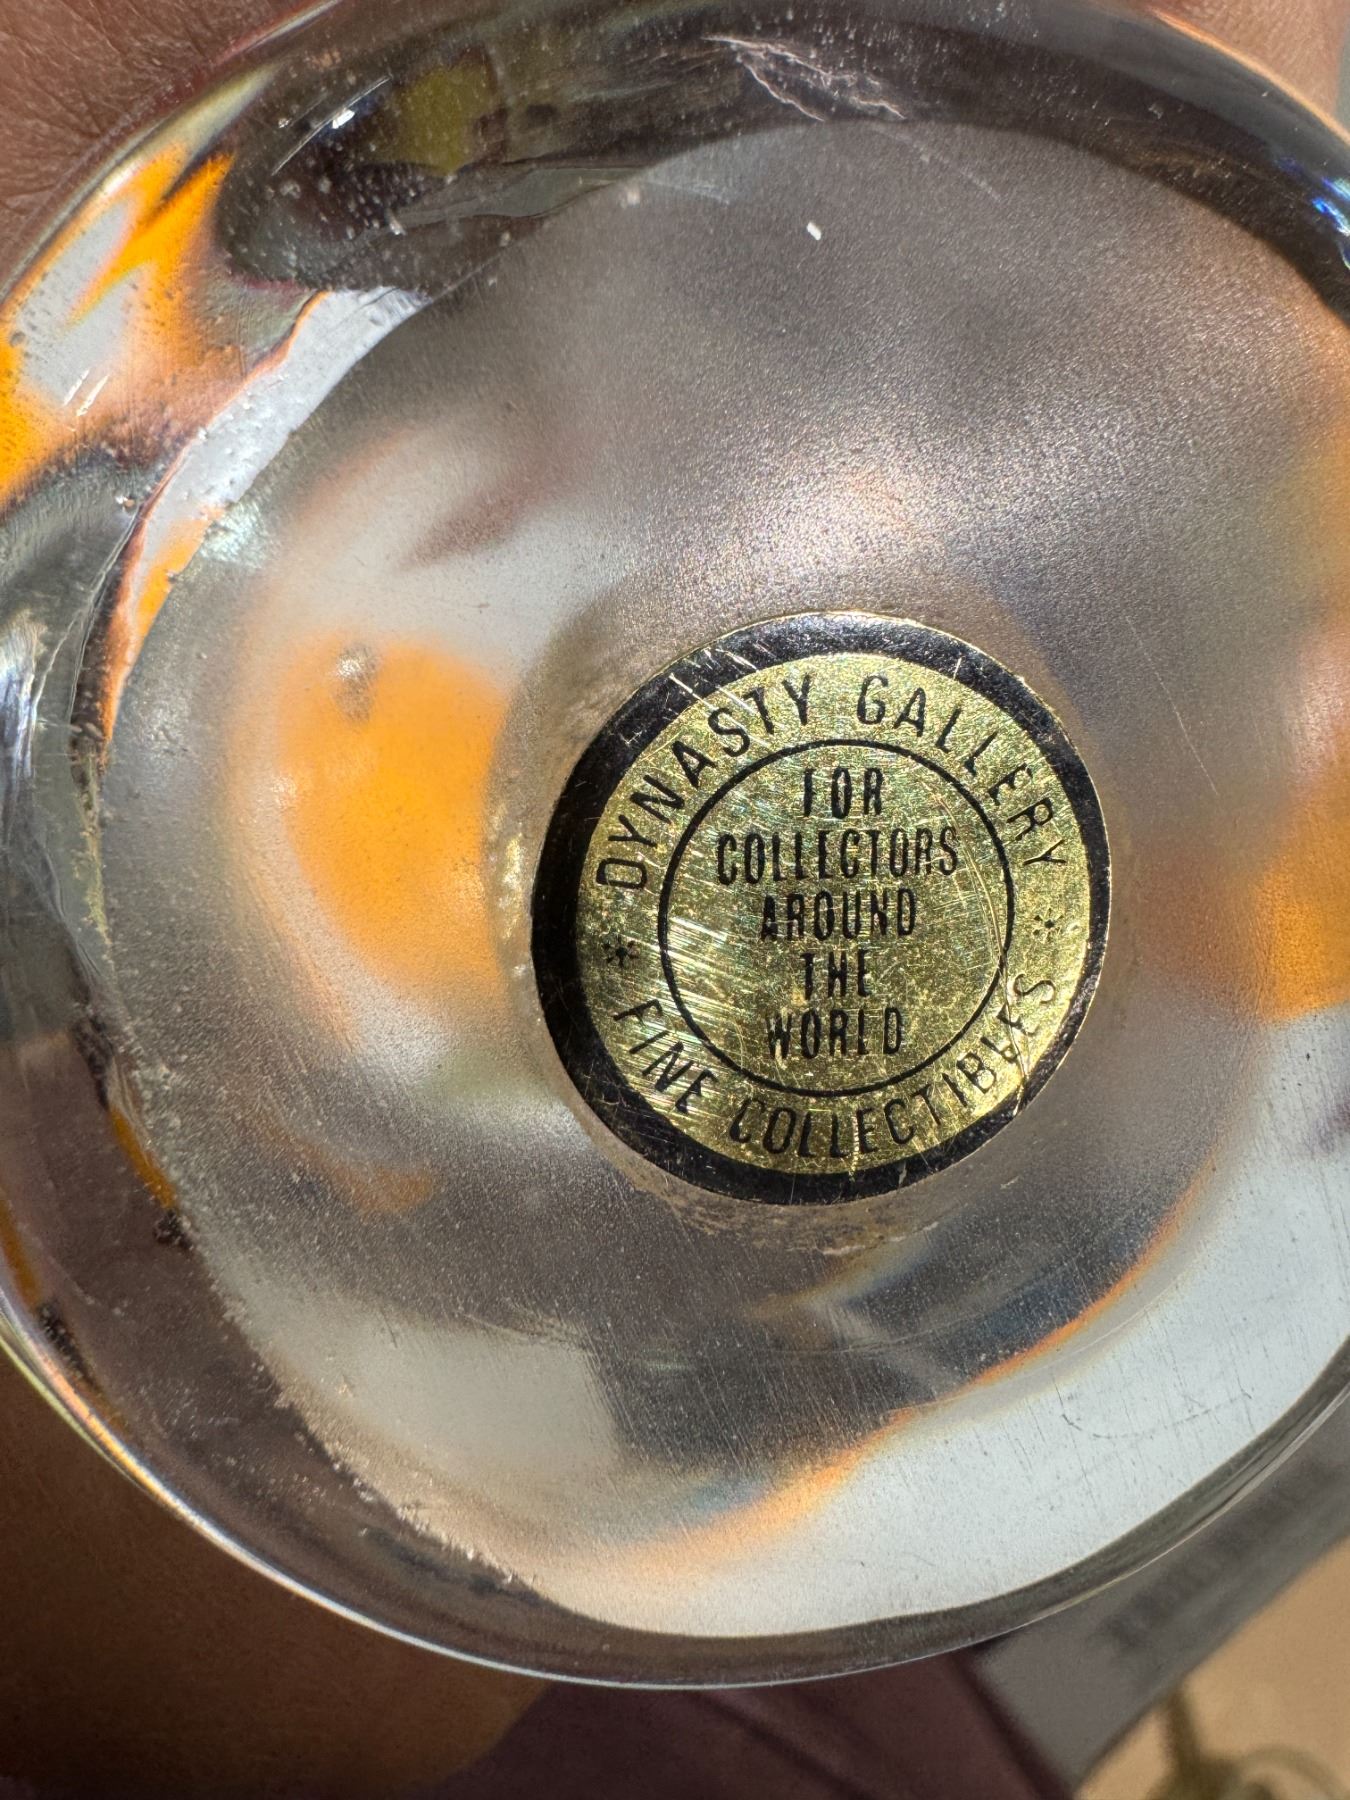 DYNASTY GALLERY
FOR
COLLECTORS
AROUND
THE
WORLD
FINE COLLECTIBLES